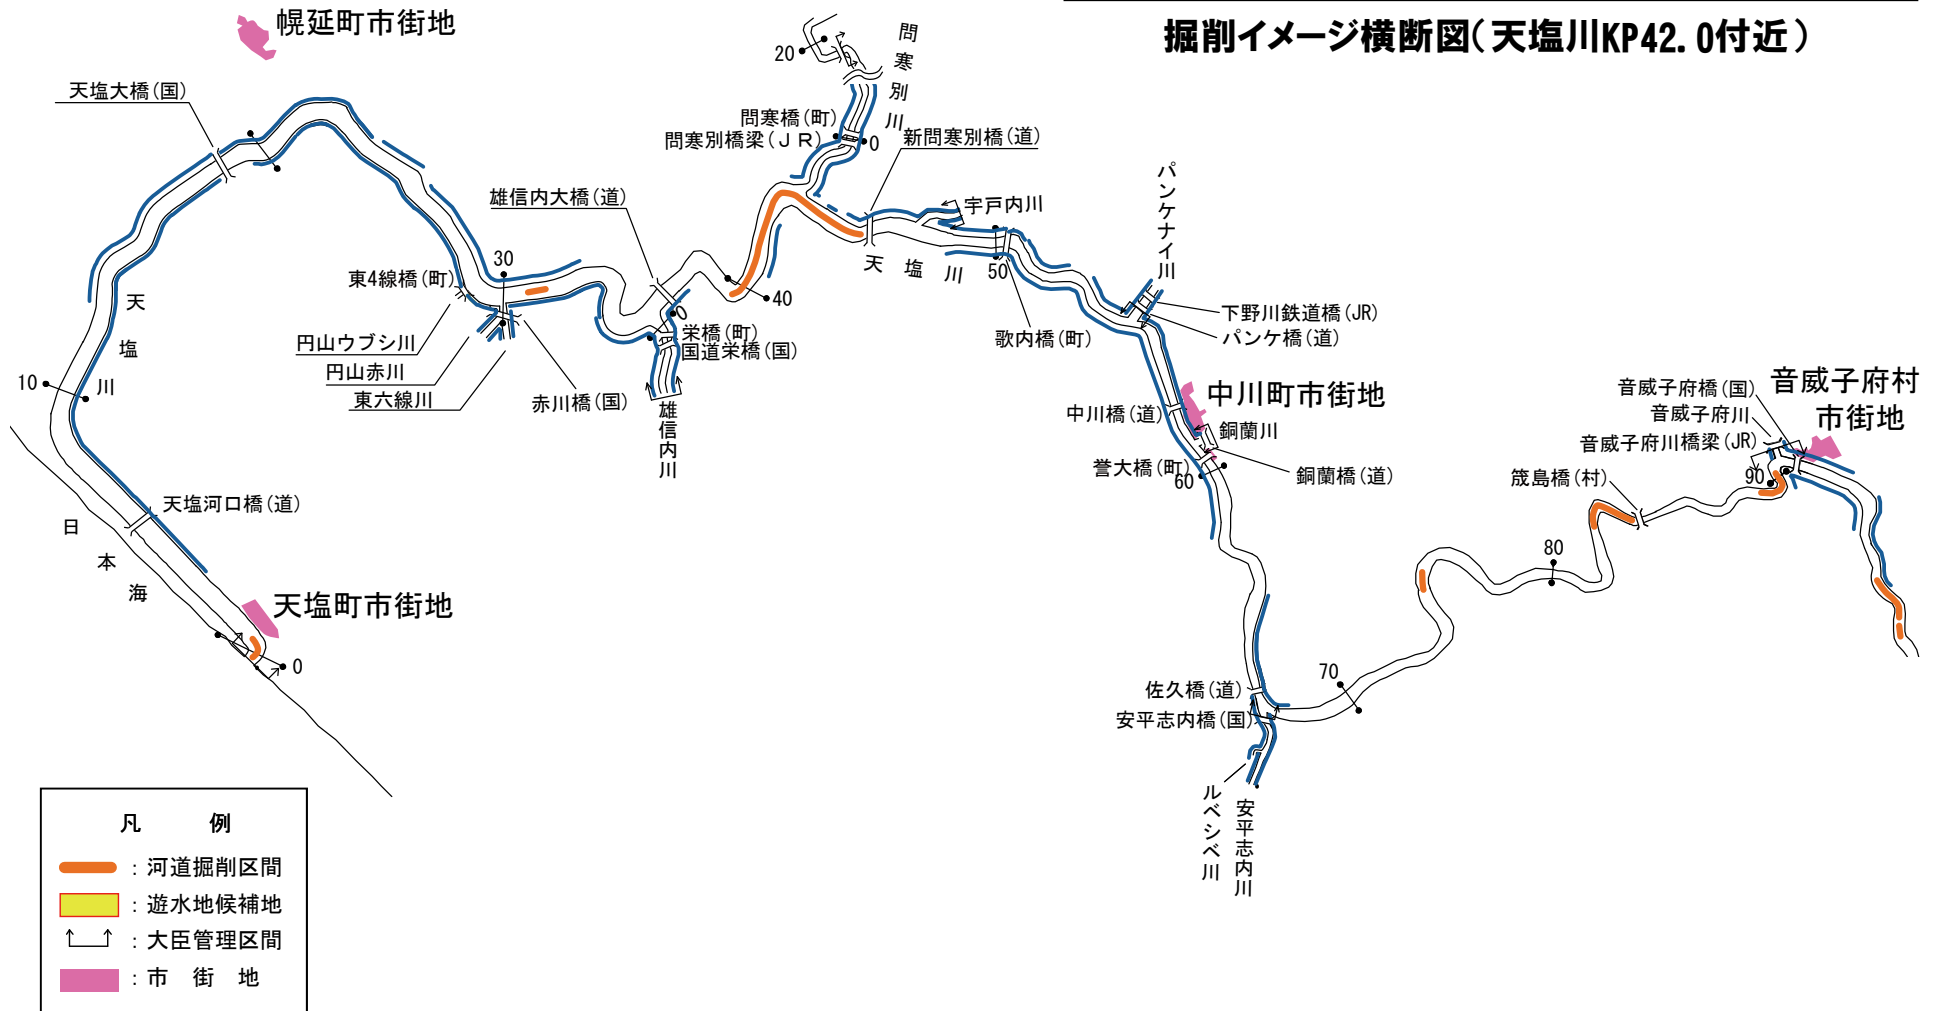 掘削イメージ横断図(天塩川KP42.0付近)
幌延町市街地
天塩大橋(国)
20
問寒別川
問寒橋(町)
問寒別橋梁(JR)
0
新問寒別橋(道)
雄信内大橋(道)
宇戸内川
パンケナイ川
天塩川
50
30
東4線橋(町)
40
0
円山ウブシ川
円山赤川
東六線川
赤川橋(国)
栄橋(町)
国道栄橋(国)
雄信内川
歌内橋(町)
下野川鉄道橋(JR)
パンケ橋(道)
天塩川
10
中川町市街地
中川橋(道)
銅蘭川
誉大橋(町)
60
銅蘭橋(道)
音威子府村
市街地
音威子府橋(国)
音威子府川
音威子府川橋梁(JR)
90
筬島橋(村)
天塩河口橋(道)
日本海
80
天塩町市街地
0
70
佐久橋(道)
安平志内橋(国)
ルベシベ川
安平志内川
凡 例
:河道掘削区間
:遊水地候補地
:大臣管理区間
:市 街 地